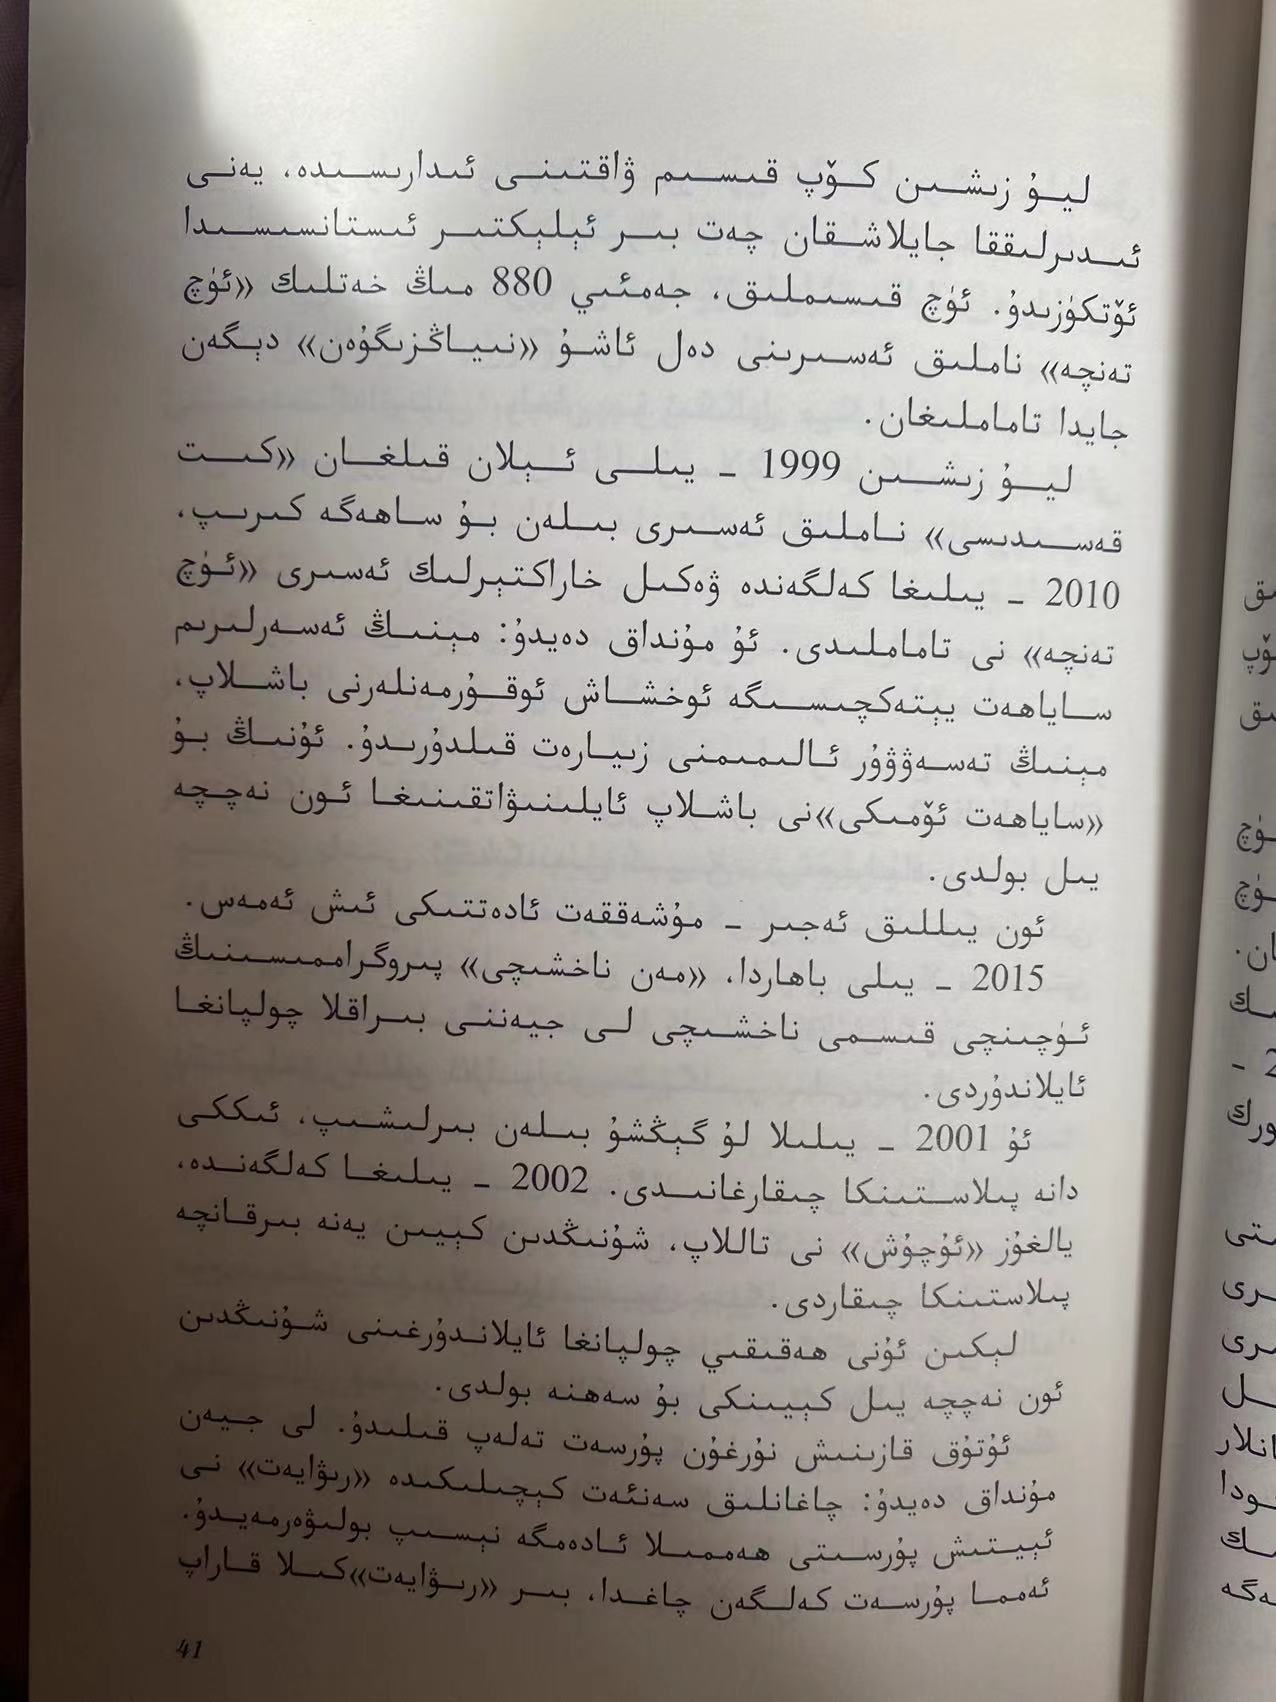 ليۇ زىشىن كۆپ قىسىم ۋاقتىنى ئىدارىسىدە، يەنى
ئىدىرلىققا جايلاشقان چەت بىر ئېلېكتىر ئىستانسىسىدا
ئۆتكۈزىدۇ. ئۈچ قىسىملىق، جەمئىي 880 مىڭ خەتلىك «ئۈچ
تەنچە» ناملىق ئەسىرىنى دەل ئاشۇ «نىياڭزىگۈەن» دېگەن
جايدا تاماملىغان.
ليۇ زىشىن 1999 - يىلى ئېلان قىلغان «كىت
قەسىدىسى» ناملىق ئەسىرى بىلەن بۇ ساھەگە كىرىپ،
2010 - يىلىغا كەلگەندە ۋەكىل خاراكتېرلىك ئەسىرى «ئۈچ
تەنچە» نى تاماملىدى. ئۇ مۇنداق دەيدۇ: مېنىڭ ئەسەرلىرىم
ساياھەت يېتەكچىسىگە ئوخشاش ئوقۇرمەنلەرنى باشلاپ،
مېنىڭ تەسەۋۋۇر ئالىمىمنى زىيارەت قىلدۇرىدۇ. ئۇنىڭ بۇ
«ساياھەت ئۆمىكى»نى باشلاپ ئايلىنىۋاتقىنىغا ئون نەچچە
يىل بولدى.
ئون يىللىق ئەجىر - مۇشەققەت ئادەتتىكى ئىش ئەمەس.
2015 - يىلى باھاردا، «مەن ناخشىچى» پىروگراممىسىنىڭ
ئۈچىنچى قىسمى ناخشىچى لى جيەننى بىراقلا چولپانغا
ئايلاندۇردى.
ئۇ 2001 - يىلىلا لۇ گېڭشۇ بىلەن بىرلىشىپ، ئىككى
دانە پىلاستىنكا چىقارغانىدى. 2002 - يىلىغا كەلگەندە،
يالغۇز «ئۇچۇش» نى تاللاپ، شۇنىڭدىن كېيىن يەنە بىرقانچە
پىلاستىنكا چىقاردى.
لېكىن ئۇنى ھەقىقىي چولپانغا ئايلاندۇرغىنى شۇنىڭدىن
ئون نەچچە يىل كېيىنكى بۇ سەھنە بولدى.
ئۇتۇق قازىنىش نۇرغۇن پۇرسەت تەلەپ قىلىدۇ. لى جيەن
مۇنداق دەيدۇ: چاغانلىق سەنئەت كېچىلىكىدە «رىۋايەت» نى
ئېيتىش پۇرسىتى ھەممىلا ئادەمگە نېسىپ بولىۋەرمەيدۇ.
ئەمما پۇرسەت كەلگەن چاغدا، بىر «رىۋايەت»كىلا قاراپ
41